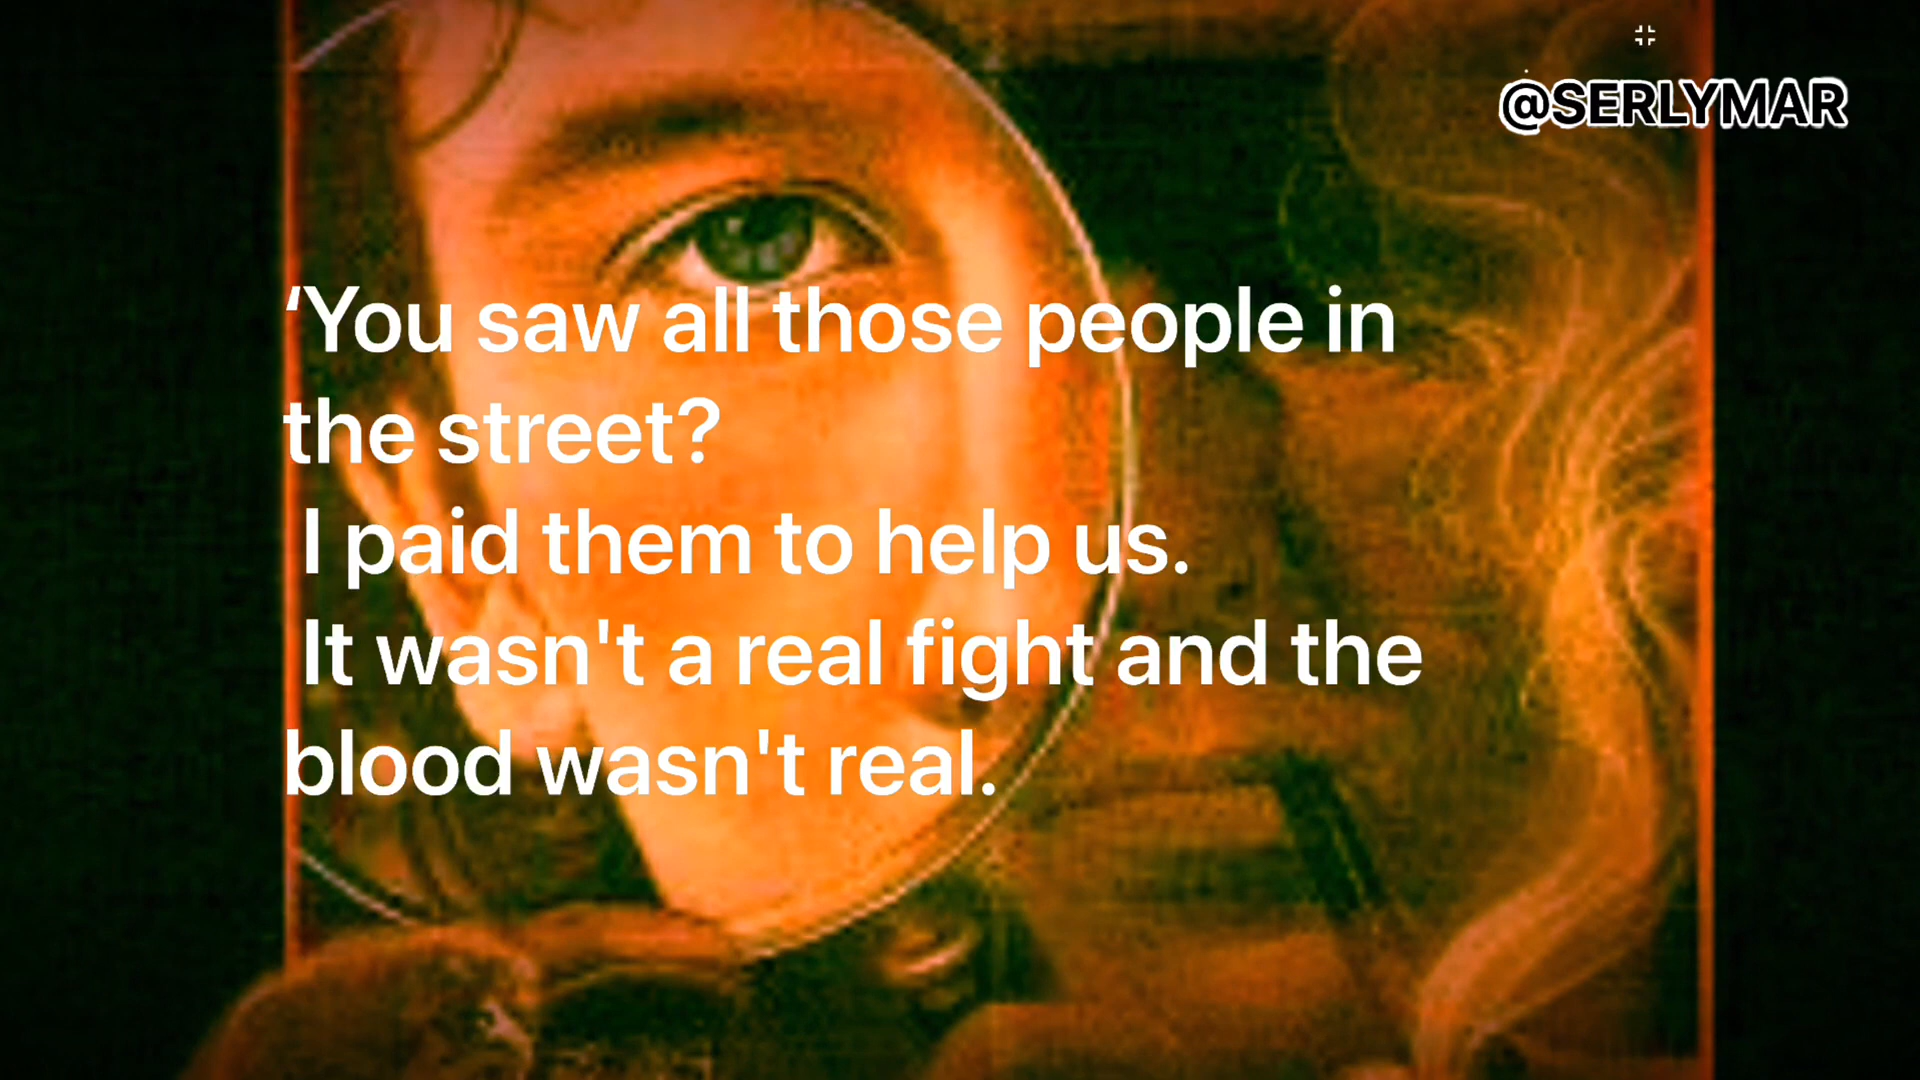 @SERLYMAR
‘You saw all those people in
the street?
I paid them to help us.
It wasn't a real fight and the
blood wasn't real.